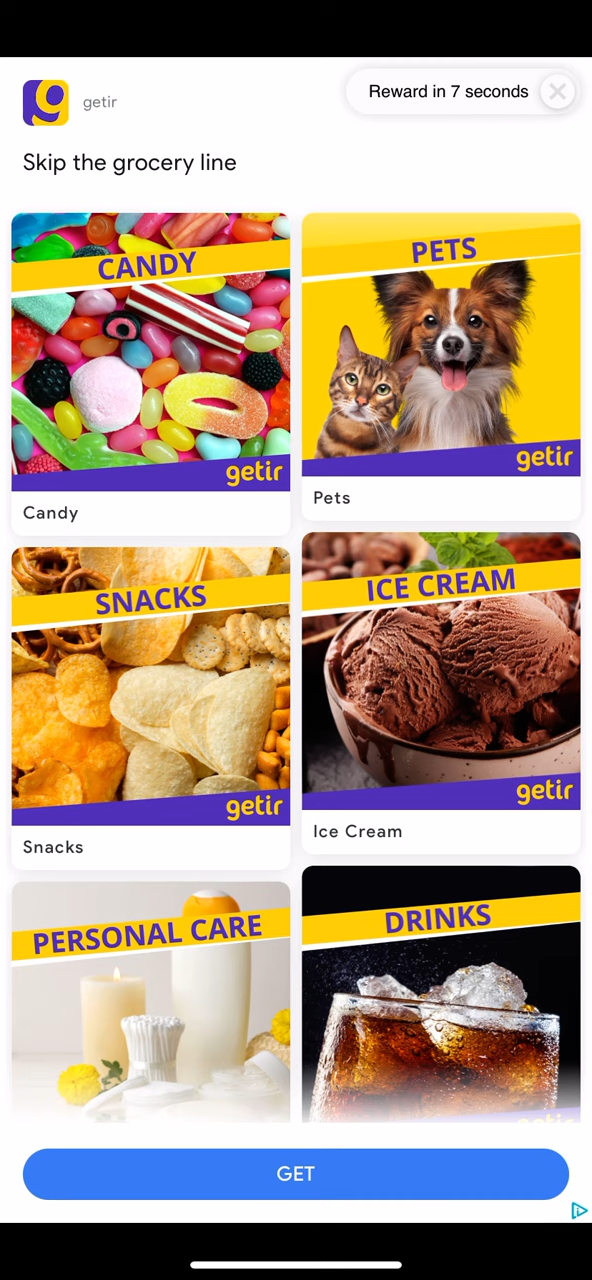 getir
Reward in 7 seconds
Skip the grocery line
CANDY
getir
Candy
PETS
getir
Pets
SNACKS
getir
Snacks
ICE CREAM
getir
Ice Cream
PERSONAL CARE
DRINKS
GET